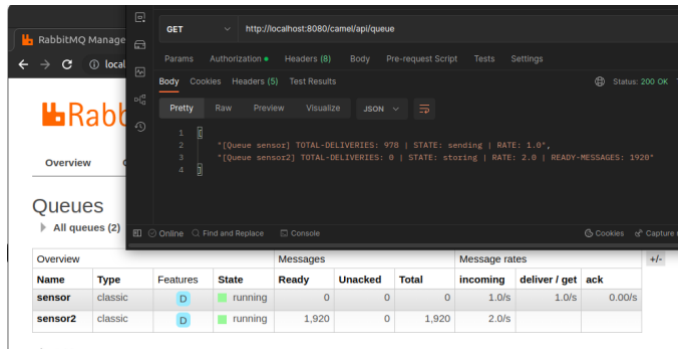 RabbitMQ Manage
local
Rabb
Overview
Queues
All queues (2)
GET http://localhost:8080/camel/api/queue
Params Authorization Headers (8) Body Pre-request Script Tests Settings
Body Cookies Headers (5) Test Results Status: 200 OK
Pretty Raw Preview Visualize JSON
1 [
2 "[Queue sensor] TOTAL-DELIVERIES: 978 | STATE: sending | RATE: 1.0",
3 "[Queue sensor2] TOTAL-DELIVERIES: 0 | STATE: storing | RATE: 2.0 | READY-MESSAGES: 1920"
4 ]
Online Find and Replace Console Cookies Capture
Overview Messages Message rates +/-
Name Type Features State Ready Unacked Total incoming deliver / get ack
sensor classic D running 0 0 0 1.0/s 1.0/s 0.00/s
sensor2 classic D running 1,920 0 1,920 2.0/s